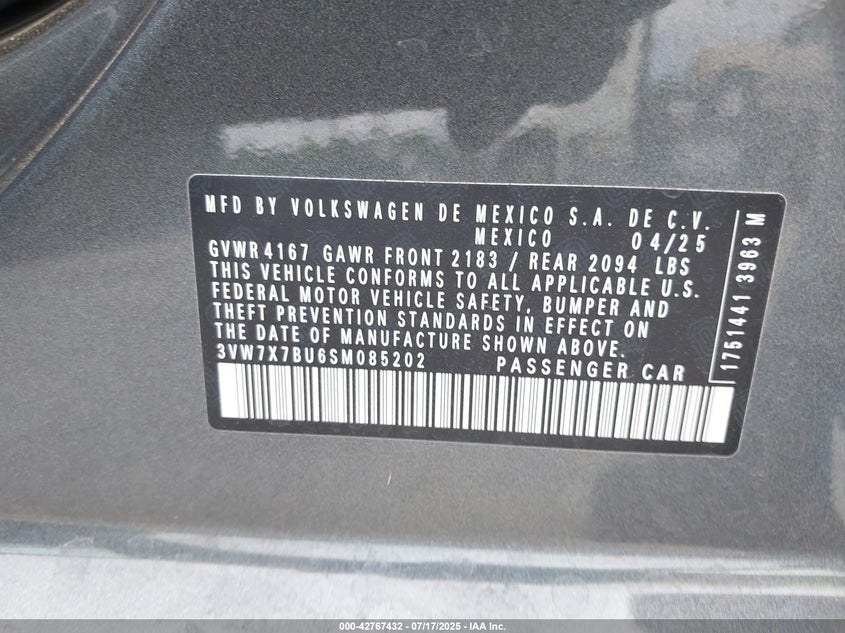 MFD BY VOLKSWAGEN DE MEXICO S.A. DE C.V.
MEXICO 04/25
GVWR 4167 GAWR FRONT 2183 / REAR 2094 LBS
THIS VEHICLE CONFORMS TO ALL APPLICABLE U.S.
FEDERAL MOTOR VEHICLE SAFETY, BUMPER AND
THEFT PREVENTION STANDARDS IN EFFECT ON
THE DATE OF MANUFACTURE SHOWN ABOVE.
3VW7X7BU6SM085202 PASSENGER CAR
1751441 3963 M
000-42767432 - 07/17/2025 - IAA Inc.